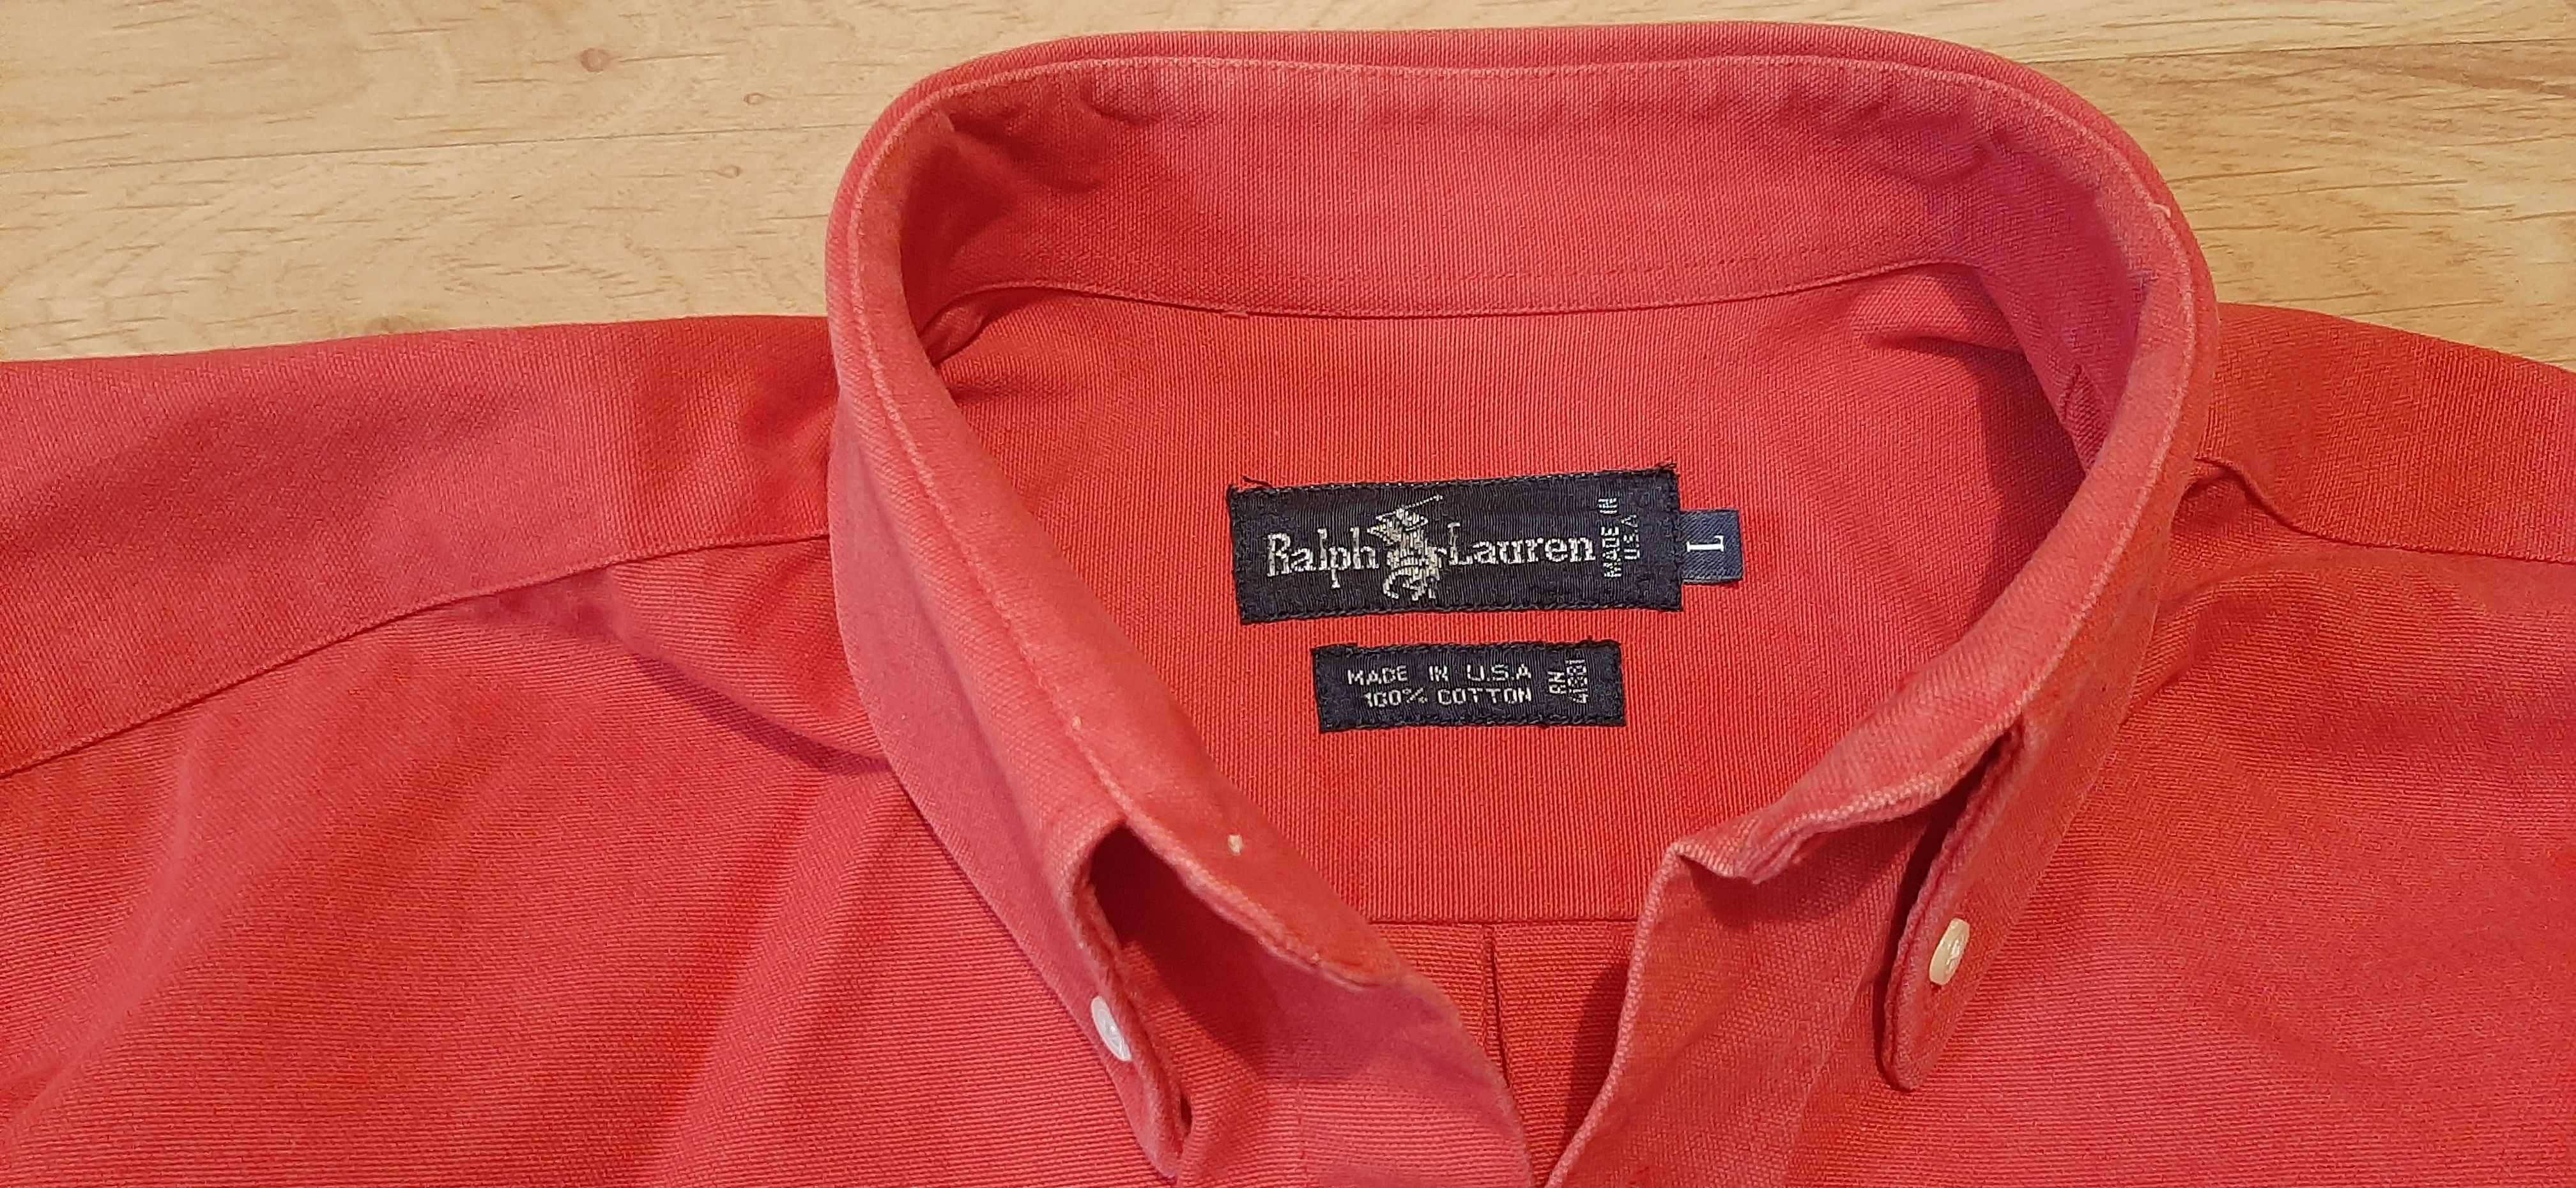 Ralph Lauren
MADE IN
U.S.A
L
MADE IN U.S.A
100% COTTON
RN
41381